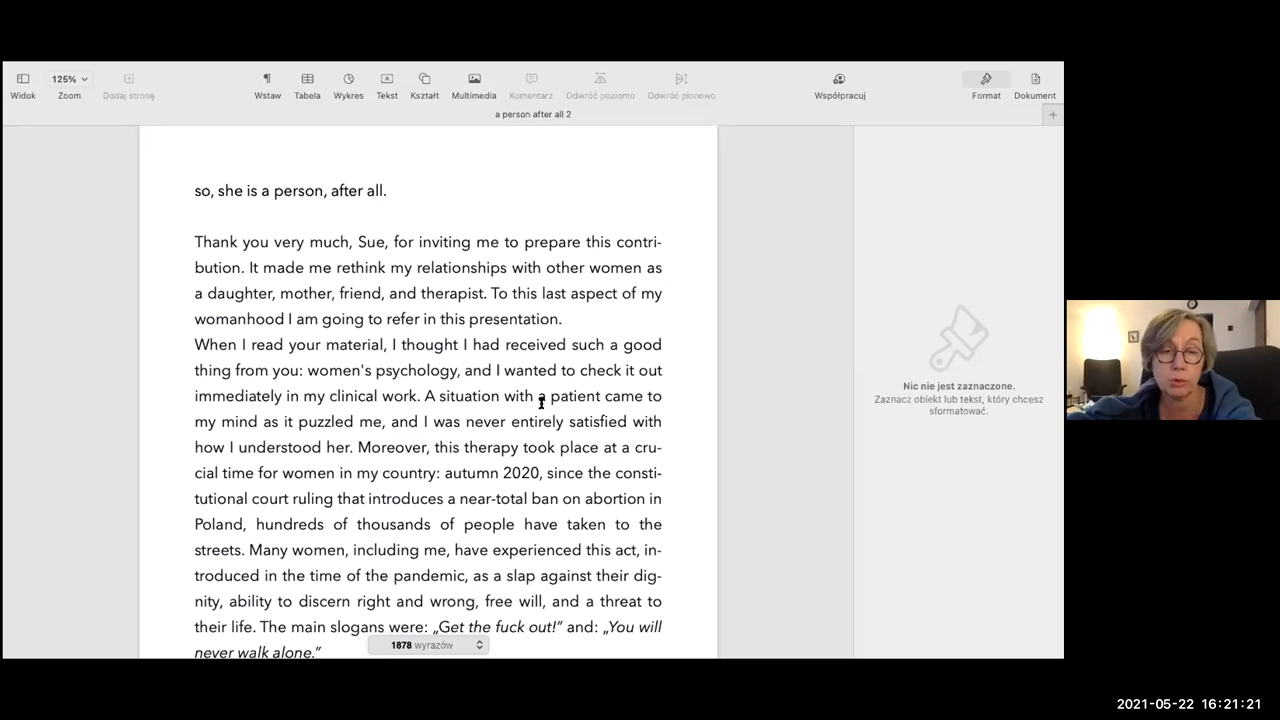 125%
Widok
Zoom
Dodaj stronę
Wstaw
Tabela
Wykres
Tekst
Kształt
Multimedia
Komentarz
Odwróć poziomo
Odwróć pionowo
Współpracuj
Format
Dokument
a person after all 2
so, she is a person, after all.
Thank you very much, Sue, for inviting me to prepare this contri-
bution. It made me rethink my relationships with other women as
a daughter, mother, friend, and therapist. To this last aspect of my
womanhood I am going to refer in this presentation.
When I read your material, I thought I had received such a good
thing from you: women's psychology, and I wanted to check it out
immediately in my clinical work. A situation with a patient came to
my mind as it puzzled me, and I was never entirely satisfied with
how I understood her. Moreover, this therapy took place at a cru-
cial time for women in my country: autumn 2020, since the consti-
tutional court ruling that introduces a near-total ban on abortion in
Poland, hundreds of thousands of people have taken to the
streets. Many women, including me, have experienced this act, in-
troduced in the time of the pandemic, as a slap against their dig-
nity, ability to discern right and wrong, free will, and a threat to
their life. The main slogans were: „Get the fuck out!” and: „You will
never walk alone.”
1878 wyrazów
Nic nie jest zaznaczone.
Zaznacz obiekt lub tekst, który chcesz
sformatować.
2021-05-22 16:21:21